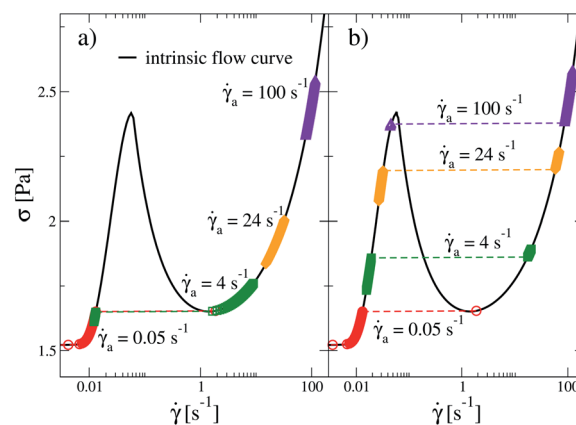 a)
intrinsic flow curve
γ̇ₐ = 100 s⁻¹
γ̇ₐ = 24 s⁻¹
γ̇ₐ = 4 s⁻¹
γ̇ₐ = 0.05 s⁻¹
b)
γ̇ₐ = 100 s⁻¹
γ̇ₐ = 24 s⁻¹
γ̇ₐ = 4 s⁻¹
γ̇ₐ = 0.05 s⁻¹
σ [Pa]
2.5
2
1.5
0.01 1 100
0.01 1 100
γ̇ [s⁻¹]
γ̇ [s⁻¹]